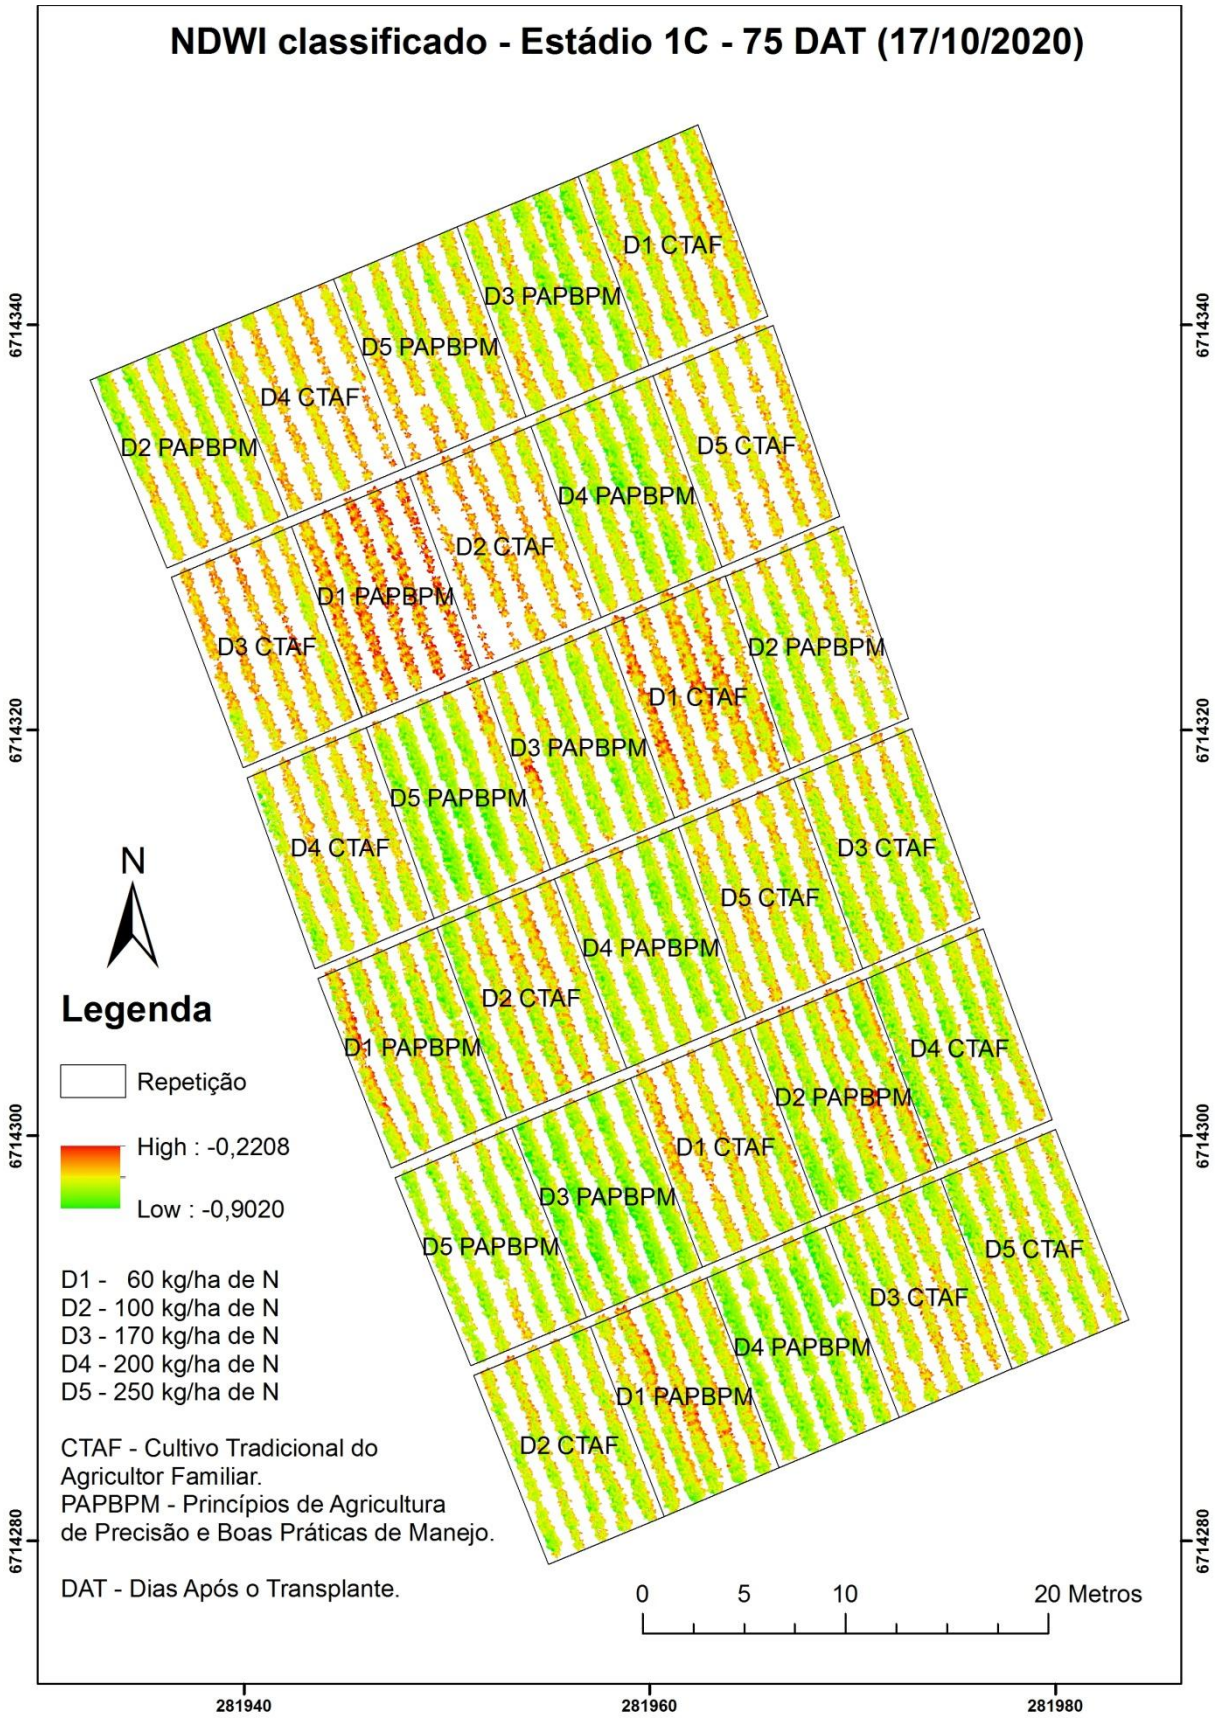 NDWI classificado - Estádio 1C - 75 DAT (17/10/2020)
D1 CTAF
D3 PAPBPM
D5 PAPBPM
D4 CTAF
D2 PAPBPM
D5 CTAF
D4 PAPBPM
D2 CTAF
D1 PAPBPM
D3 CTAF
D2 PAPBPM
D1 CTAF
D3 PAPBPM
D5 PAPBPM
D4 CTAF
D3 CTAF
D5 CTAF
D4 PAPBPM
D2 CTAF
D1 PAPBPM
D4 CTAF
D2 PAPBPM
D1 CTAF
D3 PAPBPM
D5 PAPBPM
D5 CTAF
D3 CTAF
D4 PAPBPM
D1 PAPBPM
D2 CTAF
6714340
6714320
6714300
6714280
6714340
6714320
6714300
6714280
N
Legenda
Repetição
High : -0,2208
Low : -0,9020
D1 - 60 kg/ha de N
D2 - 100 kg/ha de N
D3 - 170 kg/ha de N
D4 - 200 kg/ha de N
D5 - 250 kg/ha de N
CTAF - Cultivo Tradicional do
Agricultor Familiar.
PAPBPM - Princípios de Agricultura
de Precisão e Boas Práticas de Manejo.
DAT - Dias Após o Transplante.
0 5 10 20 Metros
281940 281960 281980